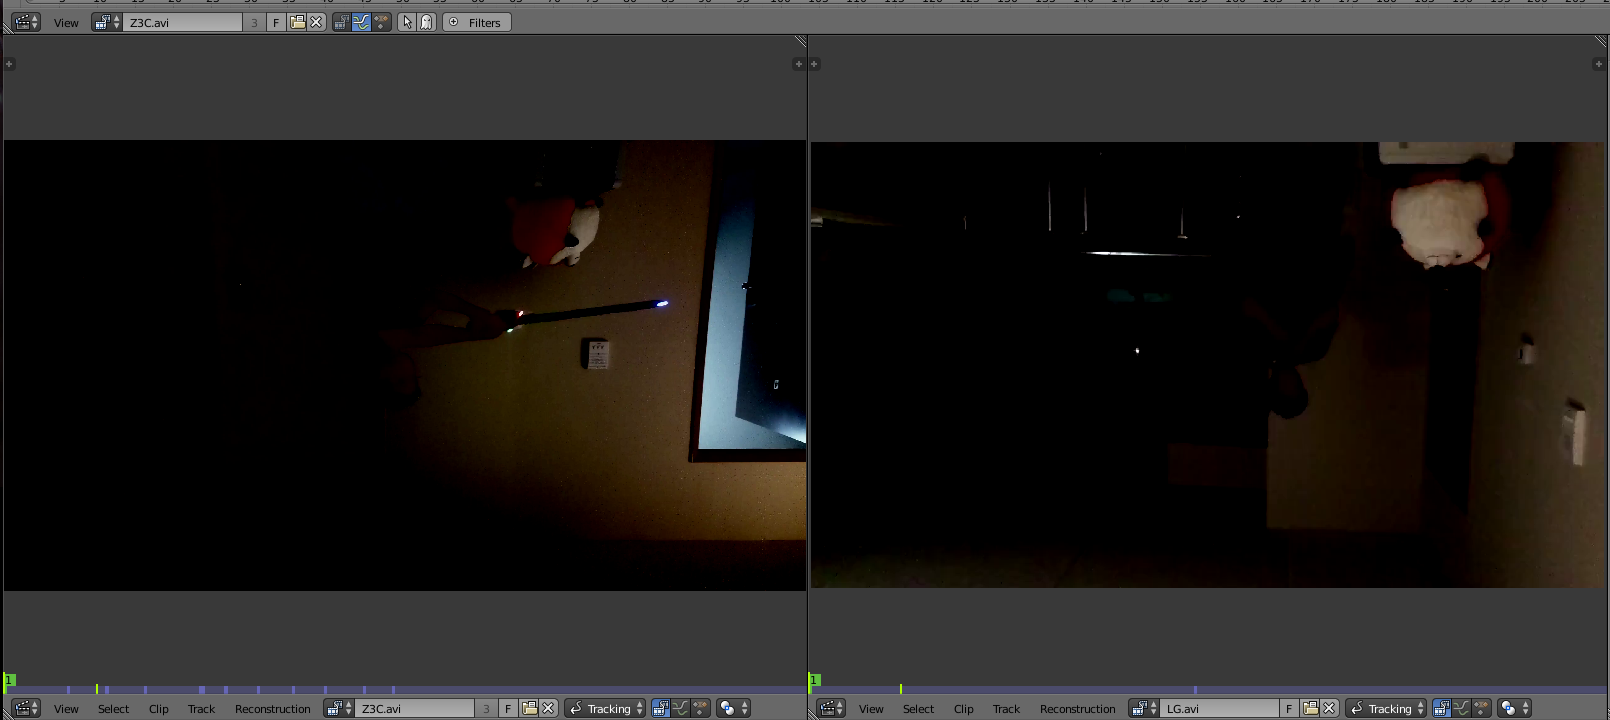 View Z3C.avi 3 F Filters
1
1
View Select Clip Track Reconstruction Z3C.avi 3 F Tracking
View Select Clip Track Reconstruction LG.avi F Tracking